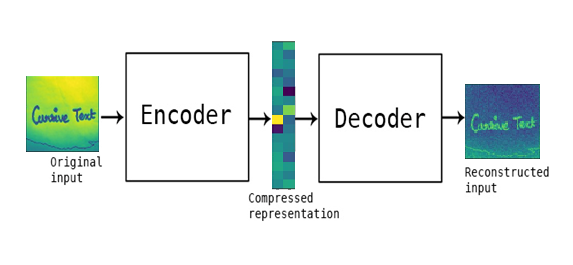 Cursive Text
Original
input
Encoder
Compressed
representation
Decoder
Cursive Text
Reconstructed
input